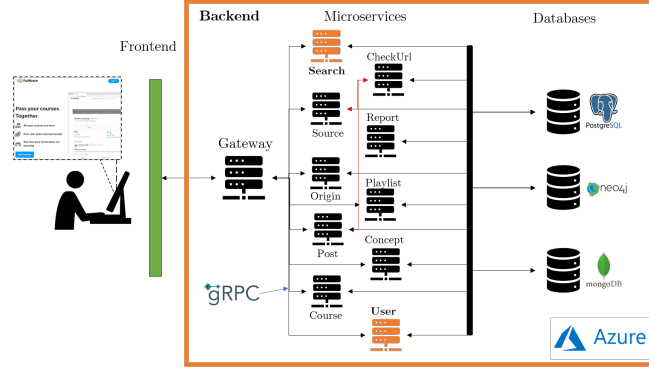 Backend
Microservices
Databases
Frontend
Search
CheckUrl
FullBrain
Pass your courses.
Together.
Source
PostgreSQL
Report
Gateway
Origin
Playlist
neo4j
Post
Concept
gRPC
Course
mongoDB
User
Azure